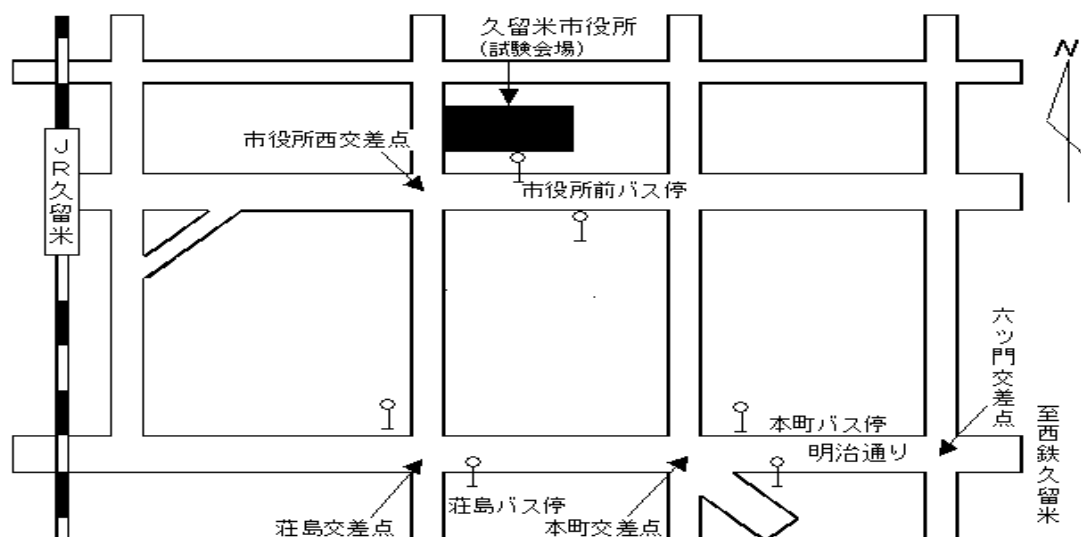 久留米市役所
(試験会場)
N
市役所西交差点
JR久留米
市役所前バス停
六ツ門交差点
本町バス停
至西鉄久留米
明治通り
荘島バス停
荘島交差点
本町交差点